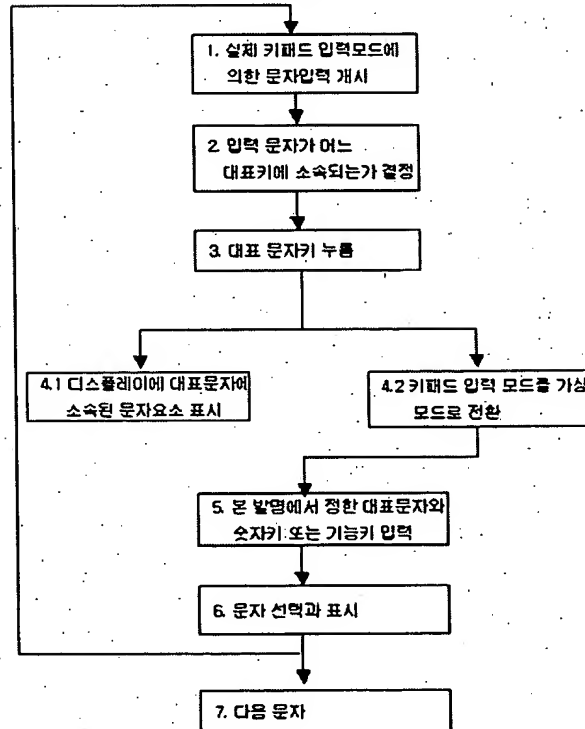 1. 실제 키패드 입력모드에
의한 문자입력 개시
2. 입력 문자가 어느
대표키에 소속되는가 결정
3. 대표 문자키 누름
4.1 디스플레이에 대표문자에
소속된 문자요소 표시
4.2 키패드 입력 모드를 가상
모드로 전환
5. 본 발명에서 정한 대표문자와
숫자키 또는 기능키 입력
6. 문자 선택과 표시
7. 다음 문자